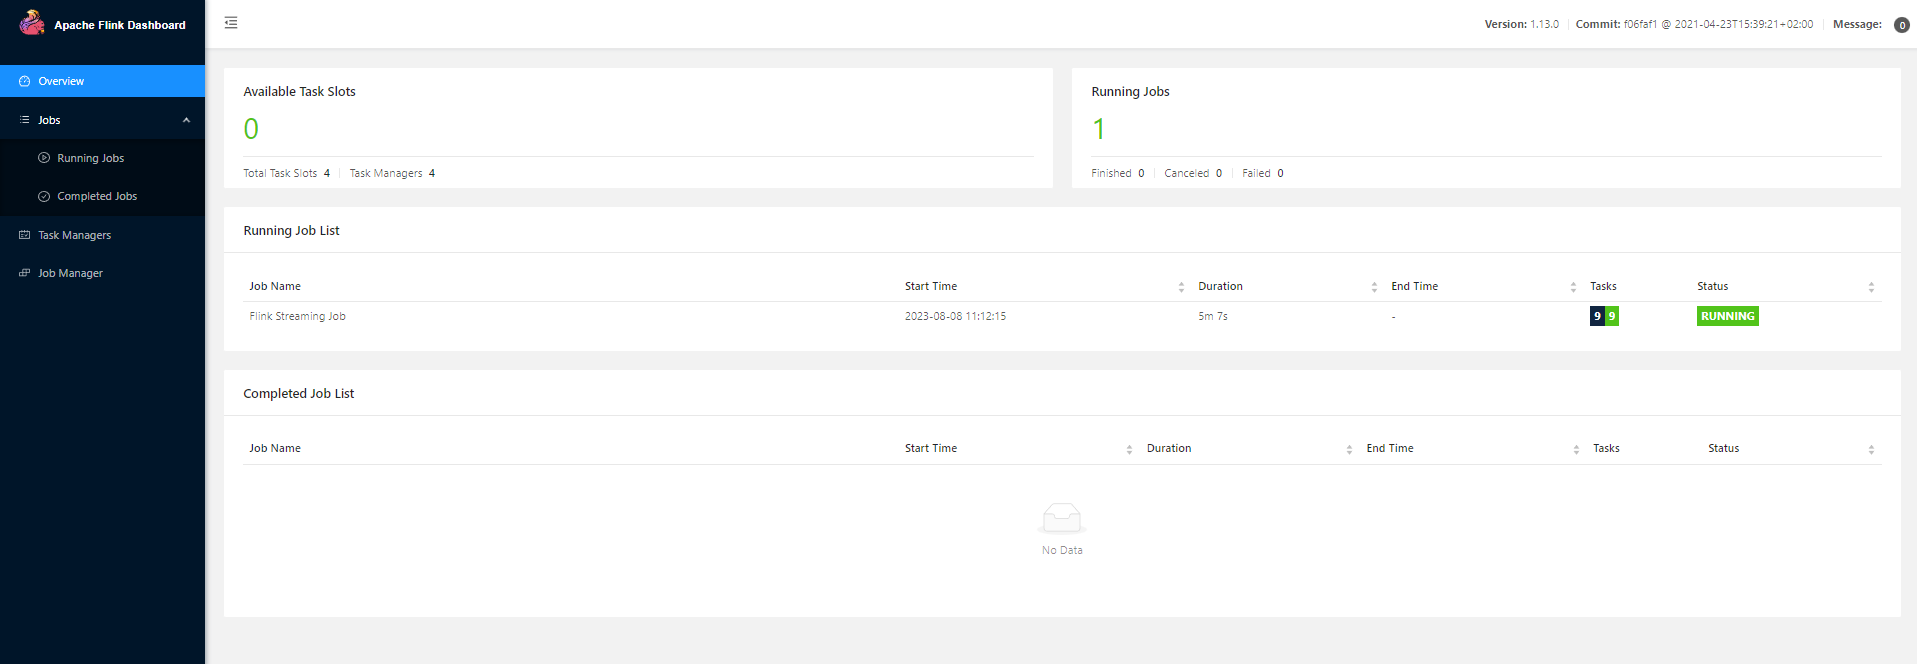 Apache Flink Dashboard
Version: 1.13.0 Commit: f06faf1 @ 2021-04-23T15:39:21+02:00 Message: 0
Overview
Jobs
Running Jobs
Completed Jobs
Task Managers
Job Manager
Available Task Slots
0
Total Task Slots 4 Task Managers 4
Running Jobs
1
Finished 0 Canceled 0 Failed 0
Running Job List
Job Name Start Time Duration End Time Tasks Status
Flink Streaming Job 2023-08-08 11:12:15 5m 7s - 9 9 RUNNING
Completed Job List
Job Name Start Time Duration End Time Tasks Status
No Data